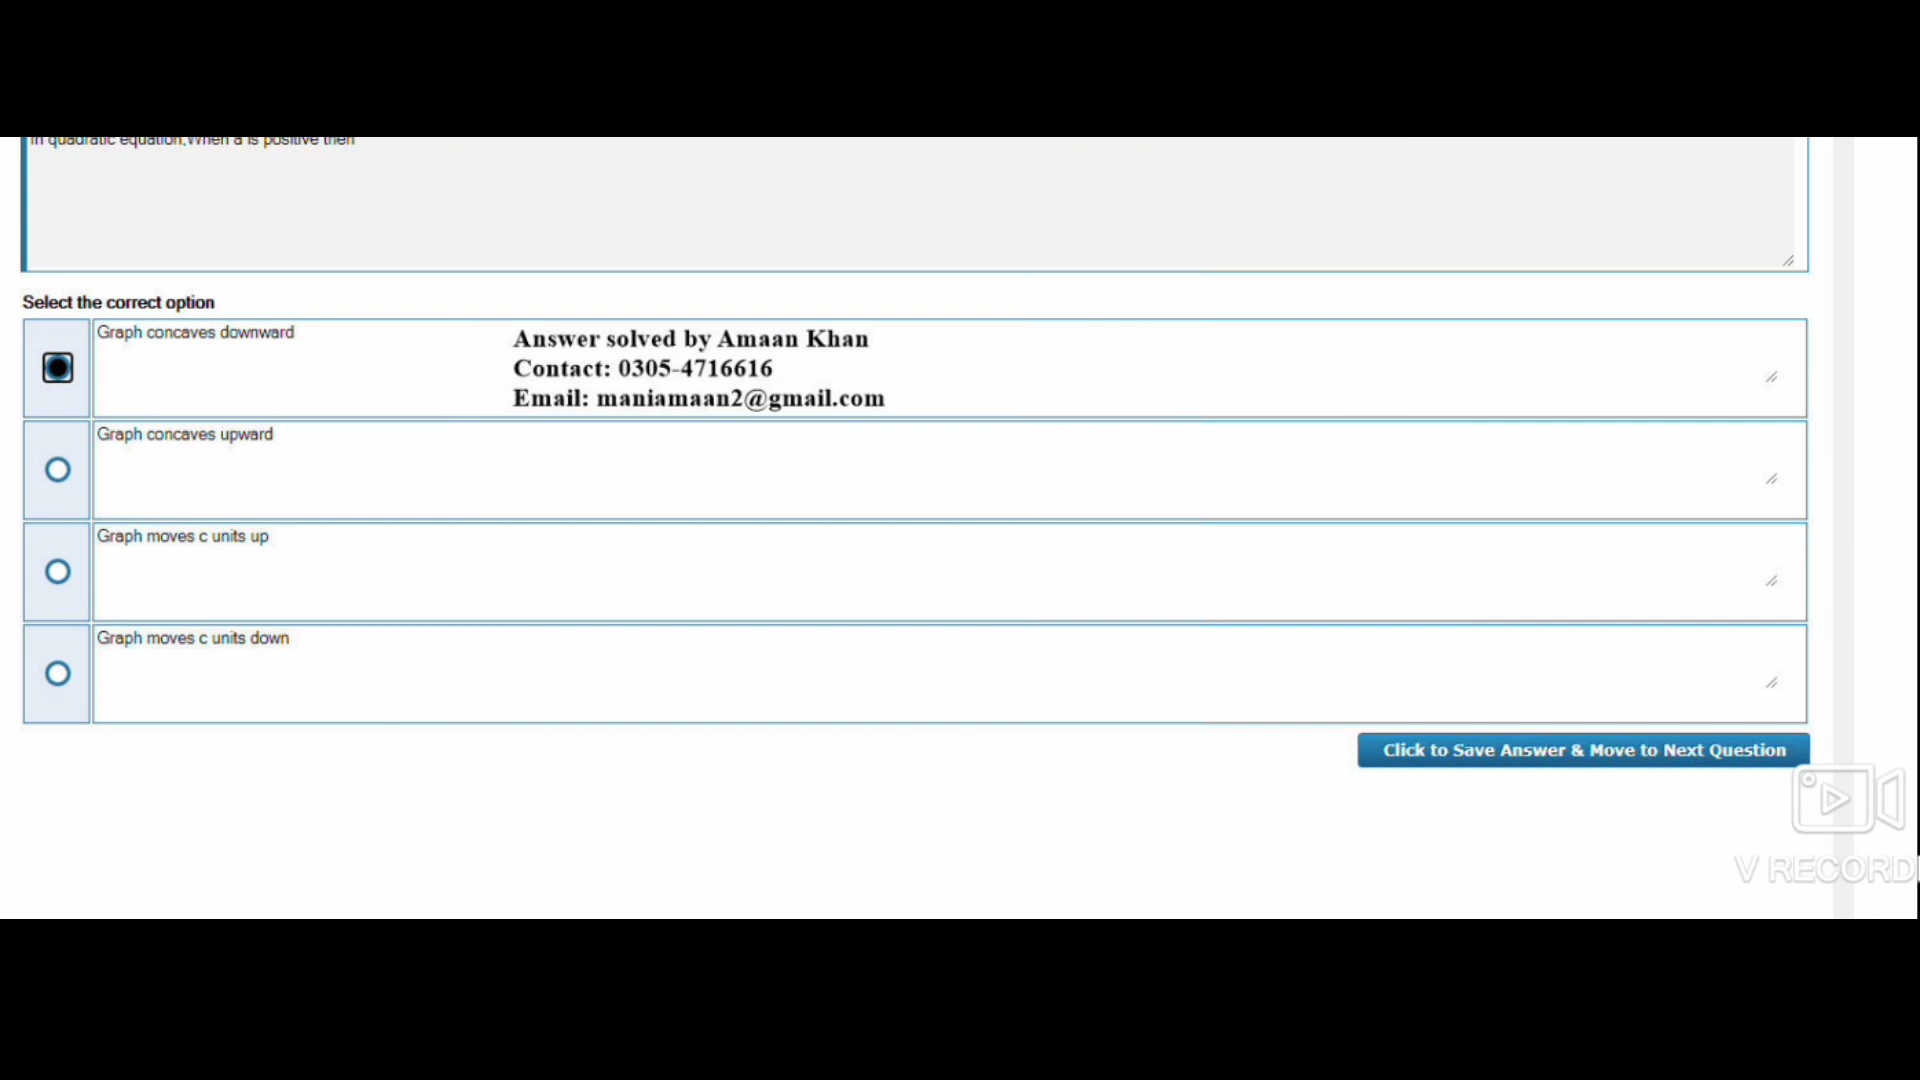 In quadratic equation,When a is positive then
Select the correct option
Graph concaves downward
Answer solved by Amaan Khan
Contact: 0305-4716616
Email: maniamaan2@gmail.com
Graph concaves upward
Graph moves c units up
Graph moves c units down
Click to Save Answer & Move to Next Question
V RECORD